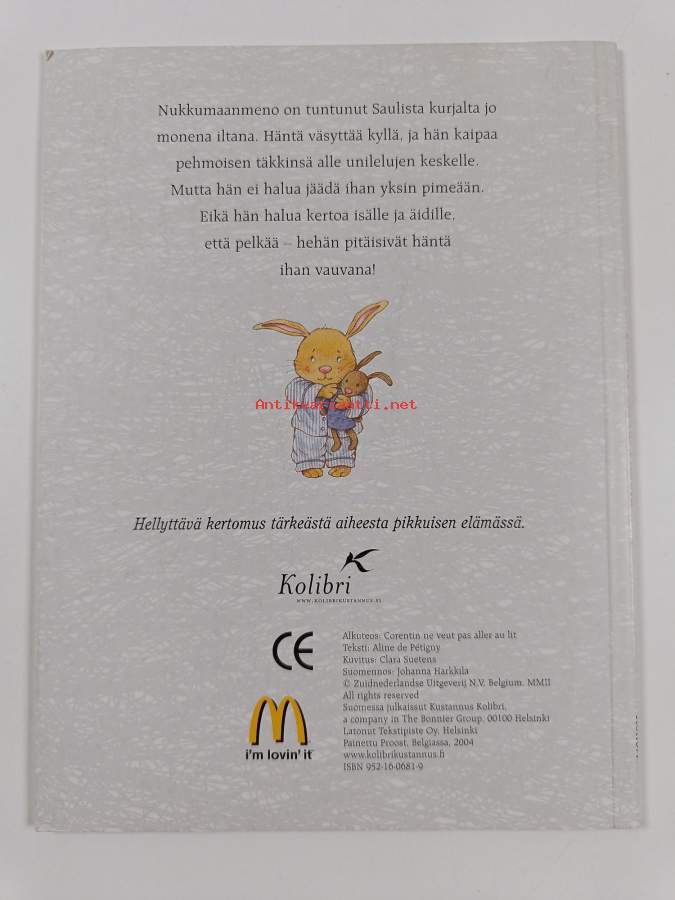 Nukkumaanmeno on tuntunut Saulista kurjalta jo
monena iltana. Häntä väsyttää kyllä, ja hän kaipaa
pehmoisen täkkinsä alle unilelujen keskelle.
Mutta hän ei halua jäädä ihan yksin pimeään.
Eikä hän halua kertoa isälle ja äidille,
että pelkää – hehän pitäisivät häntä
ihan vauvana!
Antikvariaatti.net
Hellyttävä kertomus tärkeästä aiheesta pikkuisen elämässä.
Kolibri
WWW.KOLIBRIKUSTANNUS.FI
CE
i'm lovin' it
Alkuteos: Corentin ne veut pas aller au lit
Teksti: Aline de Pétigny
Kuvitus: Clara Suetens
Suomennos: Johanna Harkkila
© Zuidnederlandse Uitgeverij N.V. Belgium. MMII
All rights reserved
Suomessa julkaissut Kustannus Kolibri,
a company in The Bonnier Group. 00100 Helsinki
Latonut Tekstipiste Oy. Helsinki
Painettu Proost, Belgiassa, 2004
www.kolibrikustannus.fi
ISBN 952-16-0681-9